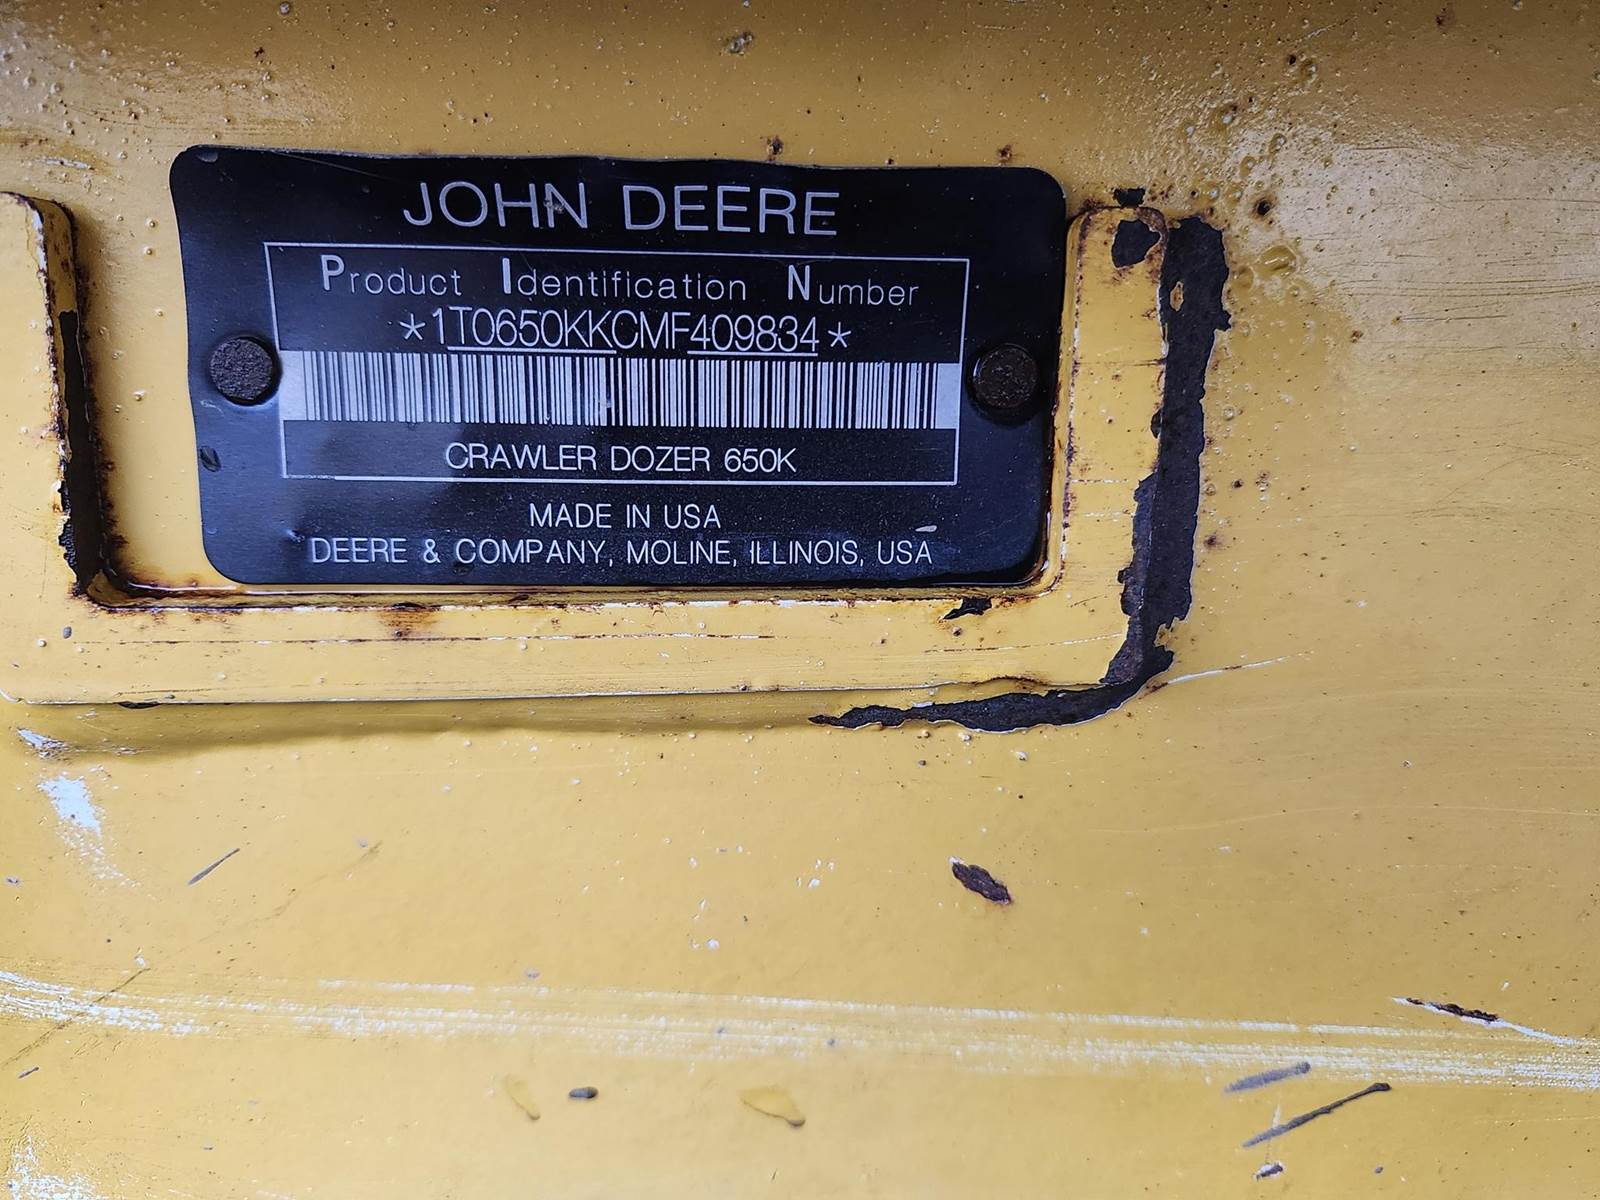 JOHN DEERE
Product Identification Number
*1T0650KKCMF409834*
CRAWLER DOZER 650K
MADE IN USA
DEERE & COMPANY, MOLINE, ILLINOIS, USA